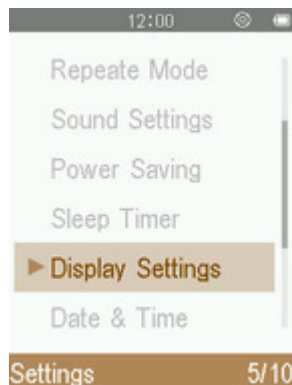 12:00
Repeate Mode
Sound Settings
Power Saving
Sleep Timer
Display Settings
Date & Time
Settings 5/10